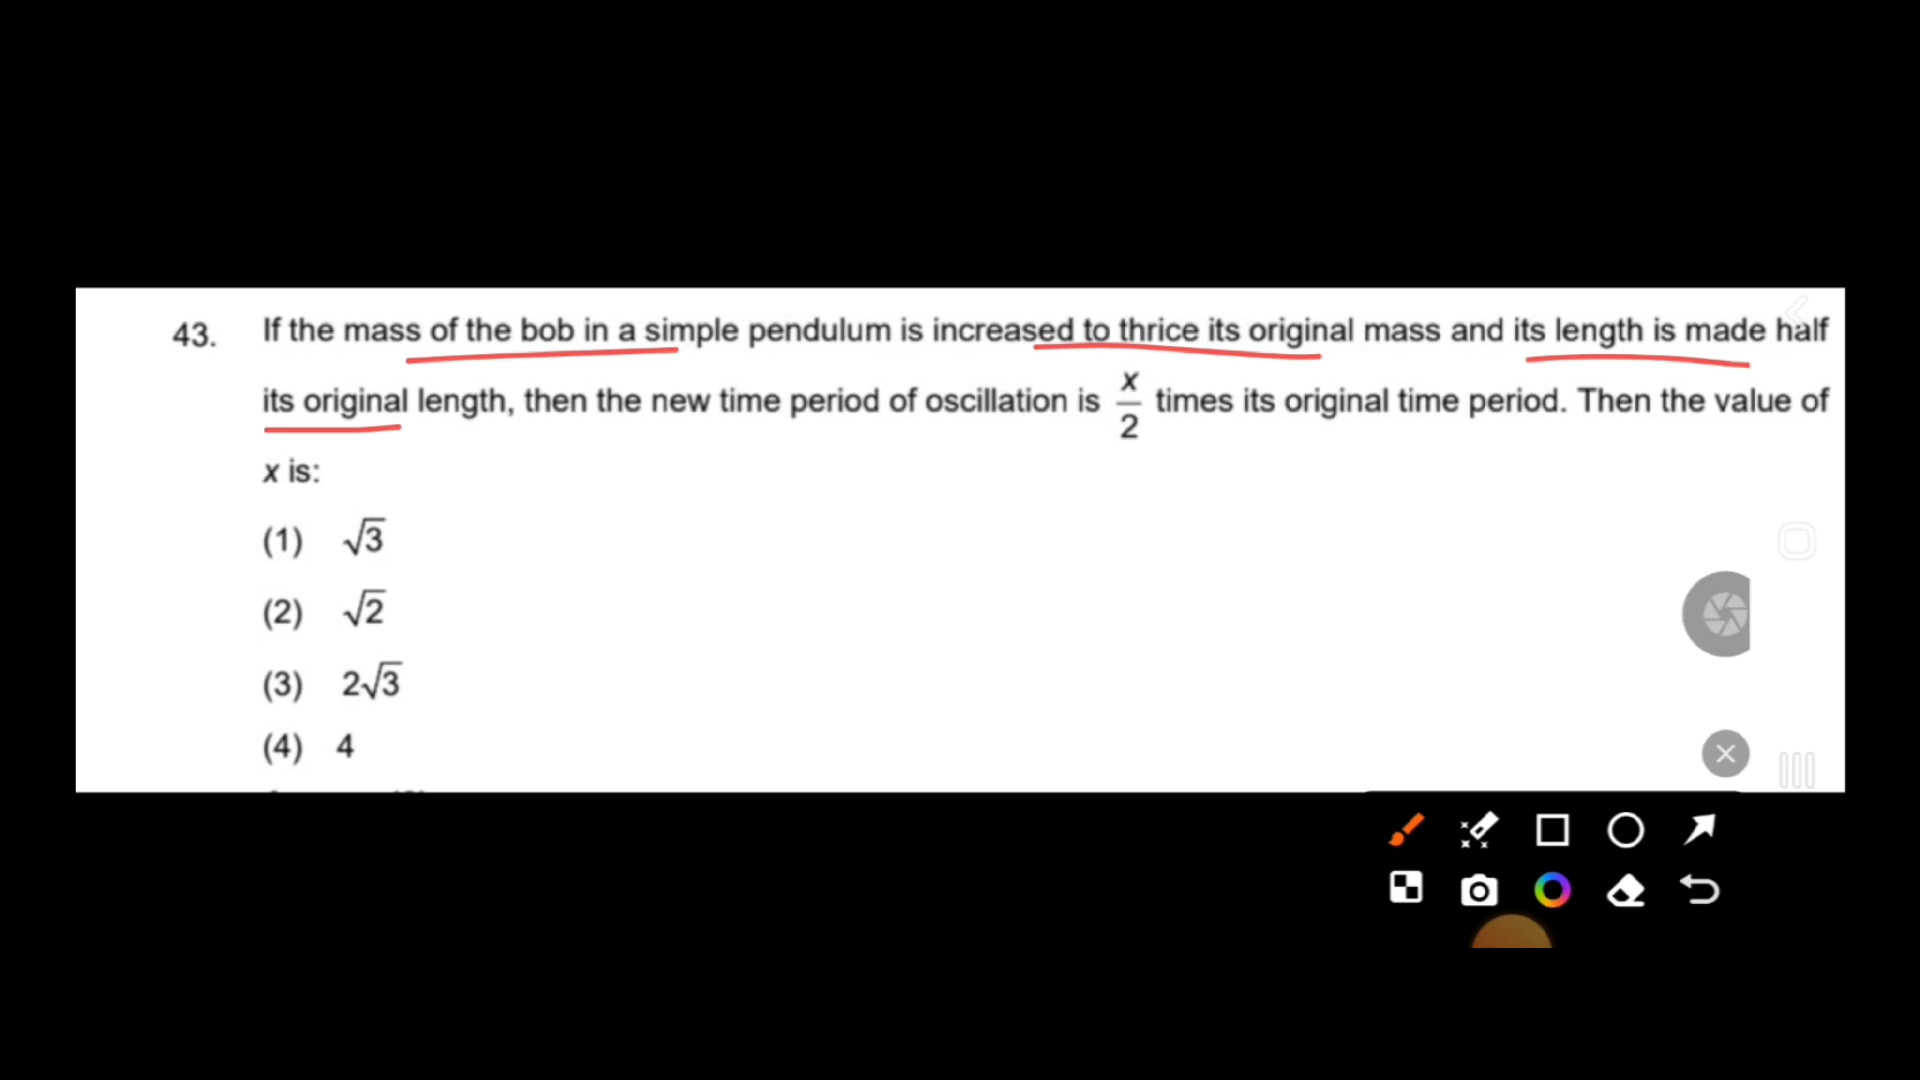 43. If the mass of the bob in a simple pendulum is increased to thrice its original mass and its length is made half
its original length, then the new time period of oscillation is x/2 times its original time period. Then the value of
x is:
(1) √3
(2) √2
(3) 2√3
(4) 4